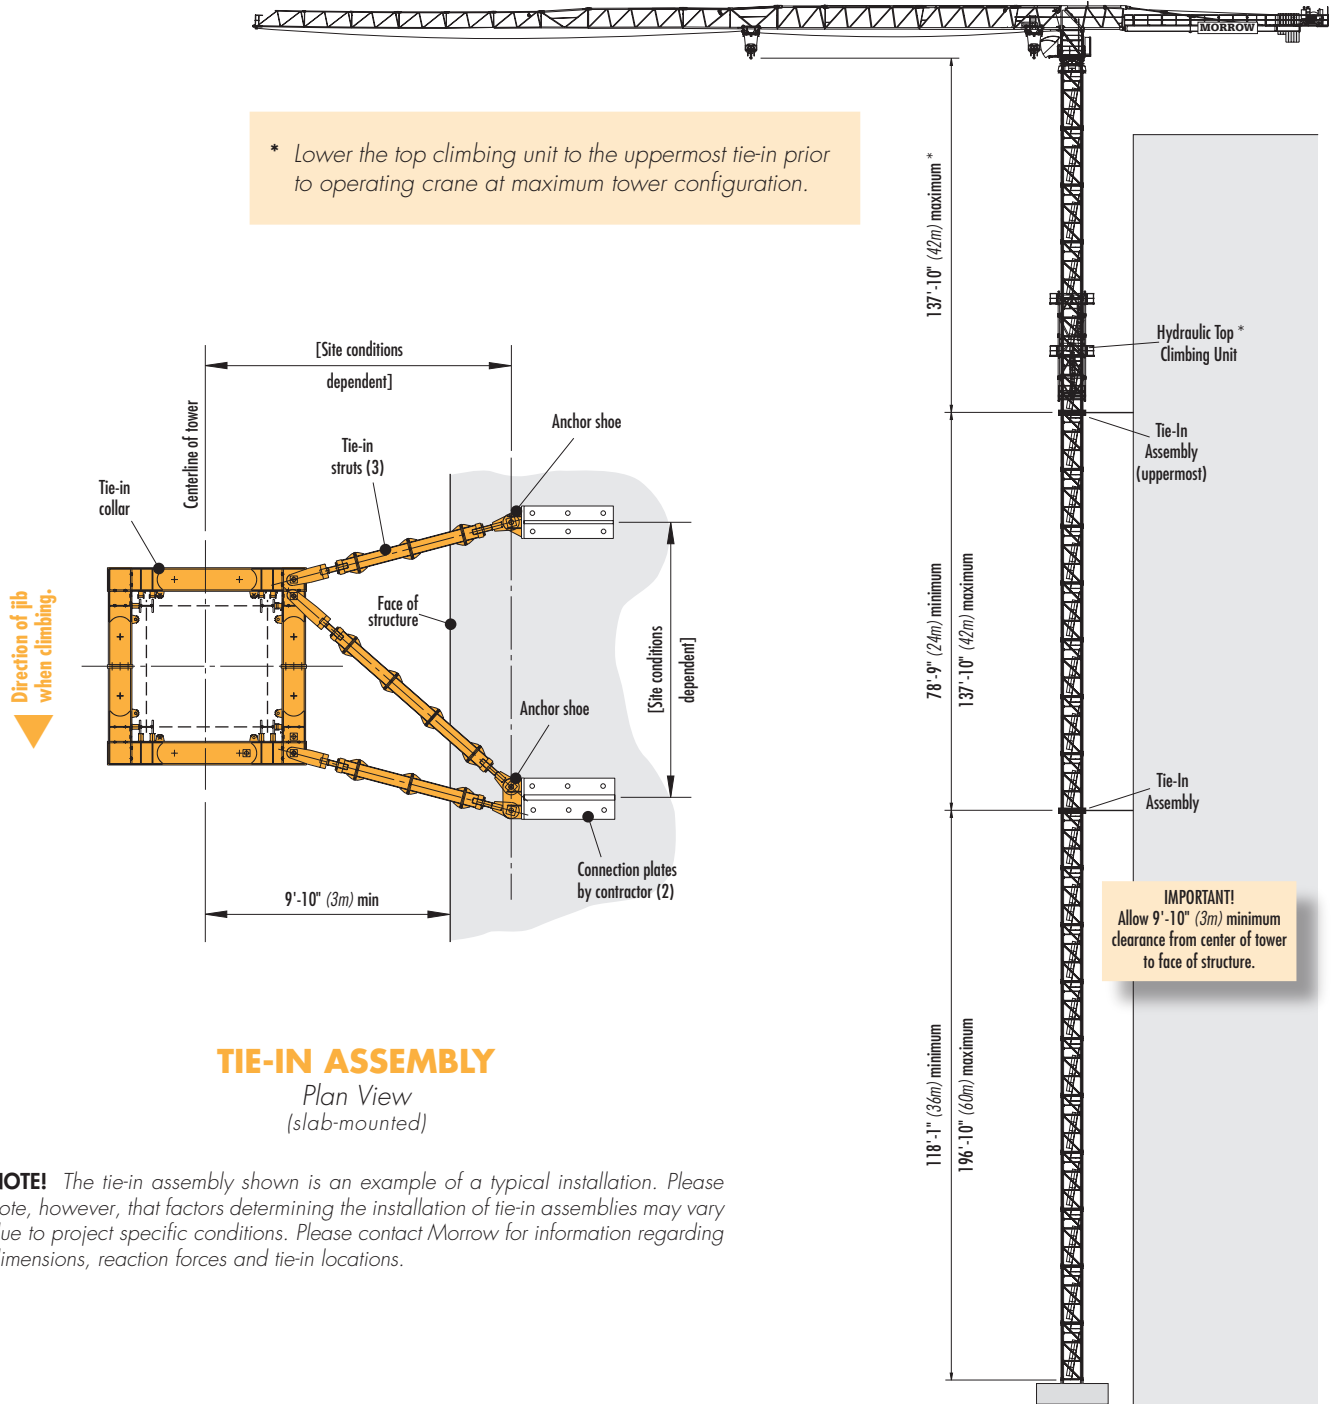 MORROW
* Lower the top climbing unit to the uppermost tie-in prior
to operating crane at maximum tower configuration.
137'-10" (42m) maximum *
Hydraulic Top *
Climbing Unit
Tie-In
Assembly
(uppermost)
78'-9" (24m) minimum
137'-10" (42m) maximum
Tie-In
Assembly
IMPORTANT!
Allow 9'-10" (3m) minimum
clearance from center of tower
to face of structure.
118'-1" (36m) minimum
196'-10" (60m) maximum
[Site conditions
dependent]
Centerline of tower
Anchor shoe
Tie-in
struts (3)
Tie-in
collar
Direction of jib
when climbing.
Face of
structure
[Site conditions
dependent]
Anchor shoe
Connection plates
by contractor (2)
9'-10" (3m) min
TIE-IN ASSEMBLY
Plan View
(slab-mounted)
OTE! The tie-in assembly shown is an example of a typical installation. Please
ote, however, that factors determining the installation of tie-in assemblies may vary
ue to project specific conditions. Please contact Morrow for information regarding
imensions, reaction forces and tie-in locations.